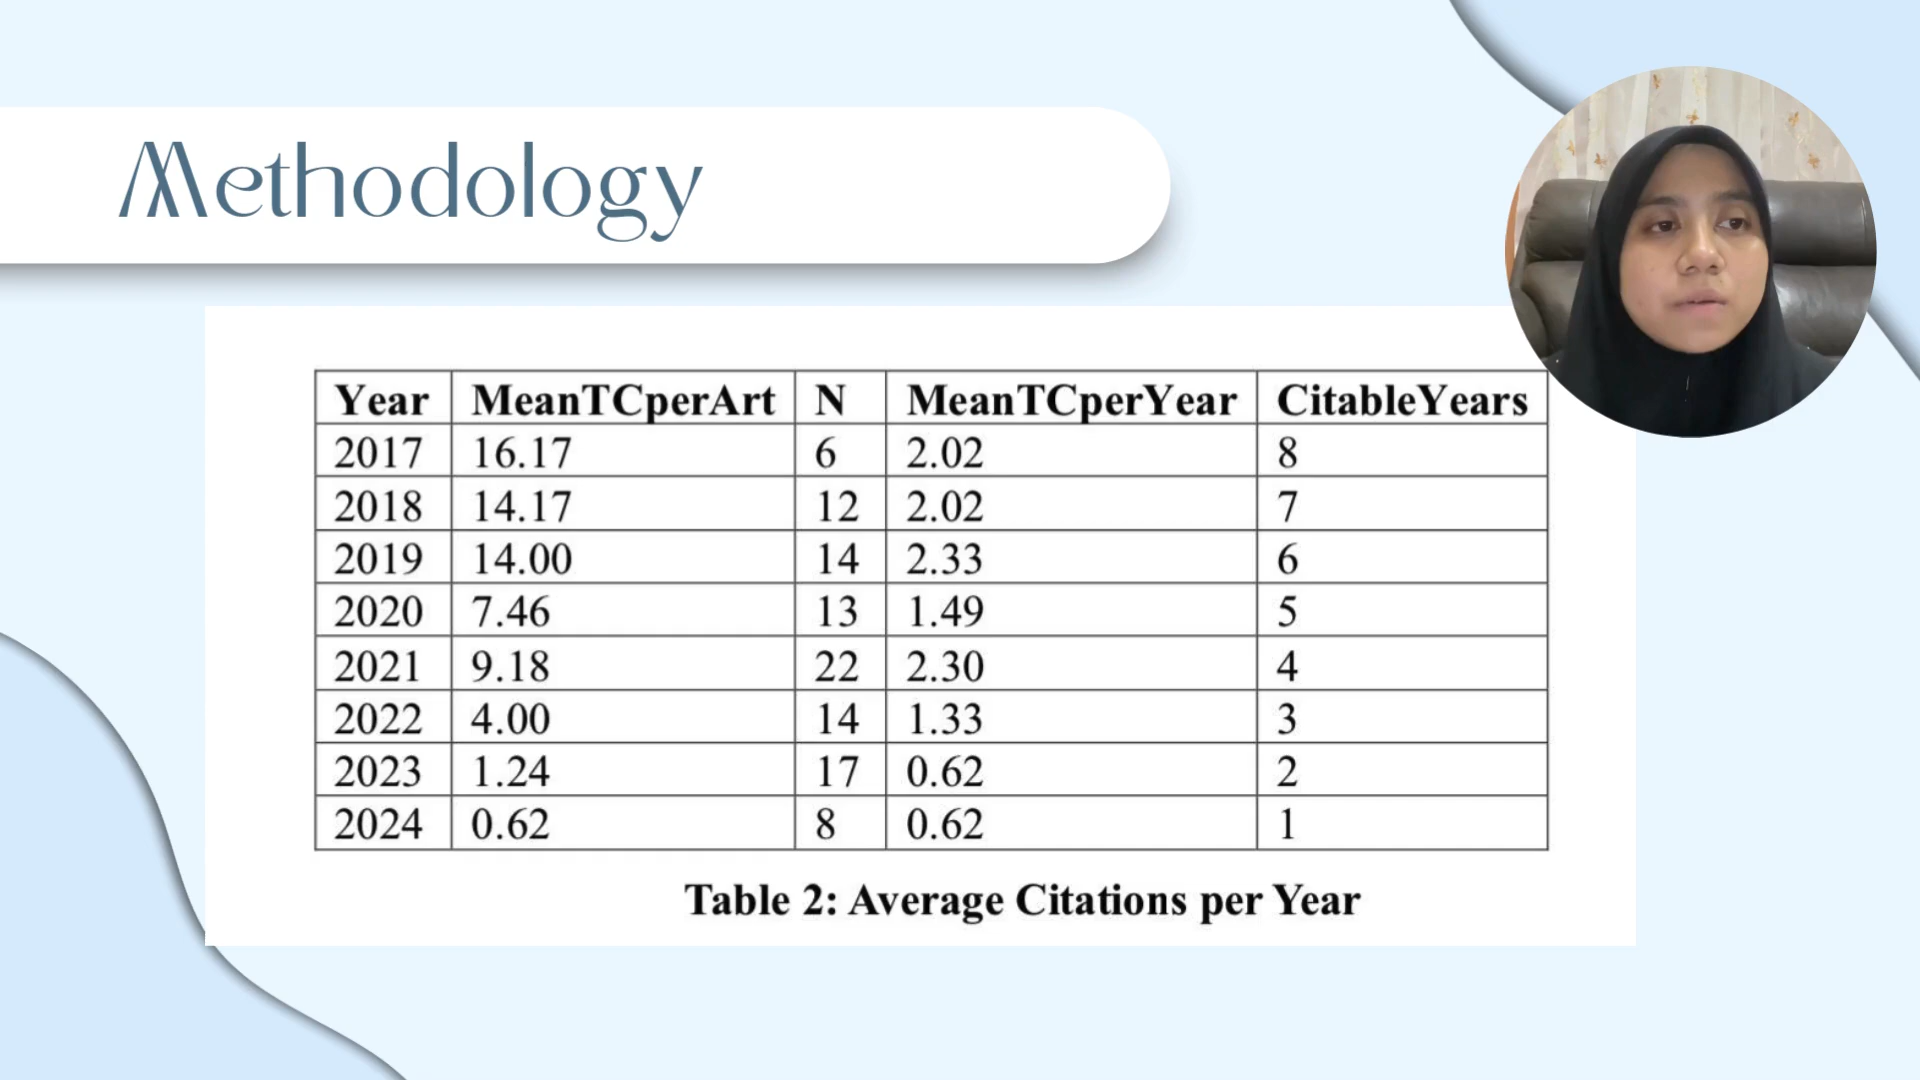 Methodology
Year MeanTCperArt N MeanTCperYear CitableYears
2017 16.17 6 2.02 8
2018 14.17 12 2.02 7
2019 14.00 14 2.33 6
2020 7.46 13 1.49 5
2021 9.18 22 2.30 4
2022 4.00 14 1.33 3
2023 1.24 17 0.62 2
2024 0.62 8 0.62 1
Table 2: Average Citations per Year